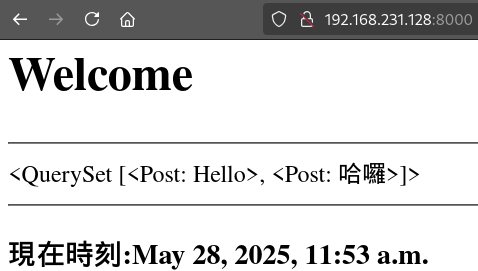 192.168.231.128:8000
Welcome
<QuerySet [<Post: Hello>, <Post: 哈囉>]>
現在時刻:May 28, 2025, 11:53 a.m.